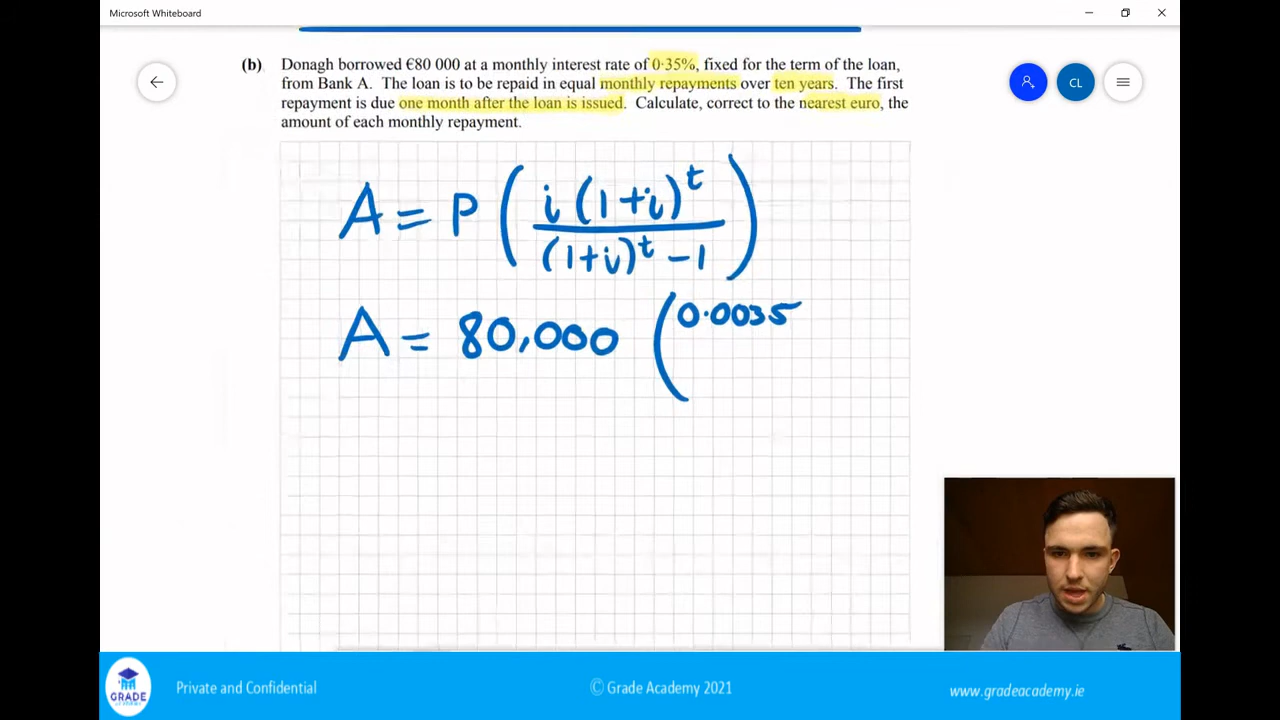 Microsoft Whiteboard
(b) Donagh borrowed €80 000 at a monthly interest rate of 0·35%, fixed for the term of the loan,
from Bank A. The loan is to be repaid in equal monthly repayments over ten years. The first
repayment is due one month after the loan is issued. Calculate, correct to the nearest euro, the
amount of each monthly repayment.
CL
A = P ( i (1+i)^t / (1+i)^t - 1 )
A = 80,000 ( 0.0035
GRADE
Private and Confidential
© Grade Academy 2021
www.gradeacademy.ie